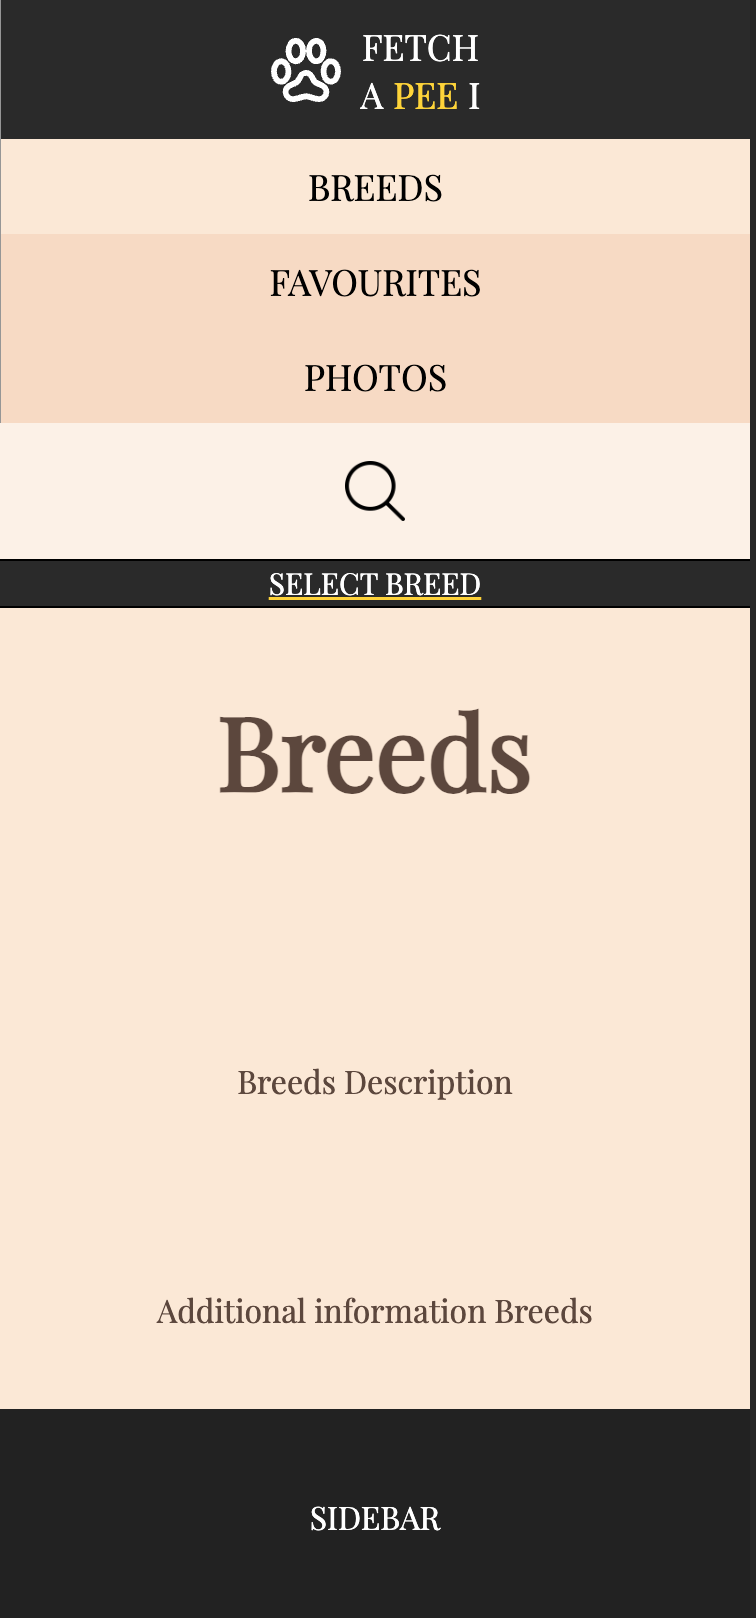 FETCH
A PEE I
BREEDS
FAVOURITES
PHOTOS
SELECT BREED
Breeds
Breeds Description
Additional information Breeds
SIDEBAR